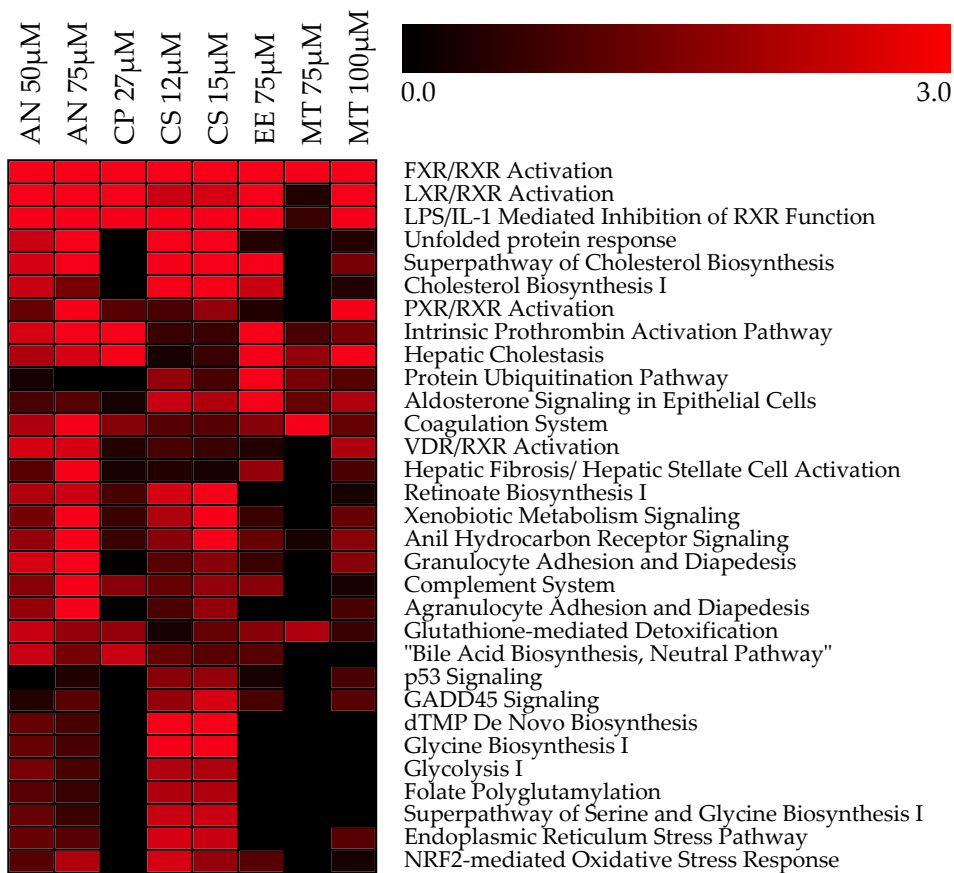 AN 50µM
AN 75µM
CP 27µM
CS 12µM
CS 15µM
EE 75µM
MT 75µM
MT 100µM
0.0
3.0
FXR/RXR Activation
LXR/RXR Activation
LPS/IL-1 Mediated Inhibition of RXR Function
Unfolded protein response
Superpathway of Cholesterol Biosynthesis
Cholesterol Biosynthesis I
PXR/RXR Activation
Intrinsic Prothrombin Activation Pathway
Hepatic Cholestasis
Protein Ubiquitination Pathway
Aldosterone Signaling in Epithelial Cells
Coagulation System
VDR/RXR Activation
Hepatic Fibrosis/ Hepatic Stellate Cell Activation
Retinoate Biosynthesis I
Xenobiotic Metabolism Signaling
Anil Hydrocarbon Receptor Signaling
Granulocyte Adhesion and Diapedesis
Complement System
Agranulocyte Adhesion and Diapedesis
Glutathione-mediated Detoxification
"Bile Acid Biosynthesis, Neutral Pathway"
p53 Signaling
GADD45 Signaling
dTMP De Novo Biosynthesis
Glycine Biosynthesis I
Glycolysis I
Folate Polyglutamylation
Superpathway of Serine and Glycine Biosynthesis I
Endoplasmic Reticulum Stress Pathway
NRF2-mediated Oxidative Stress Response